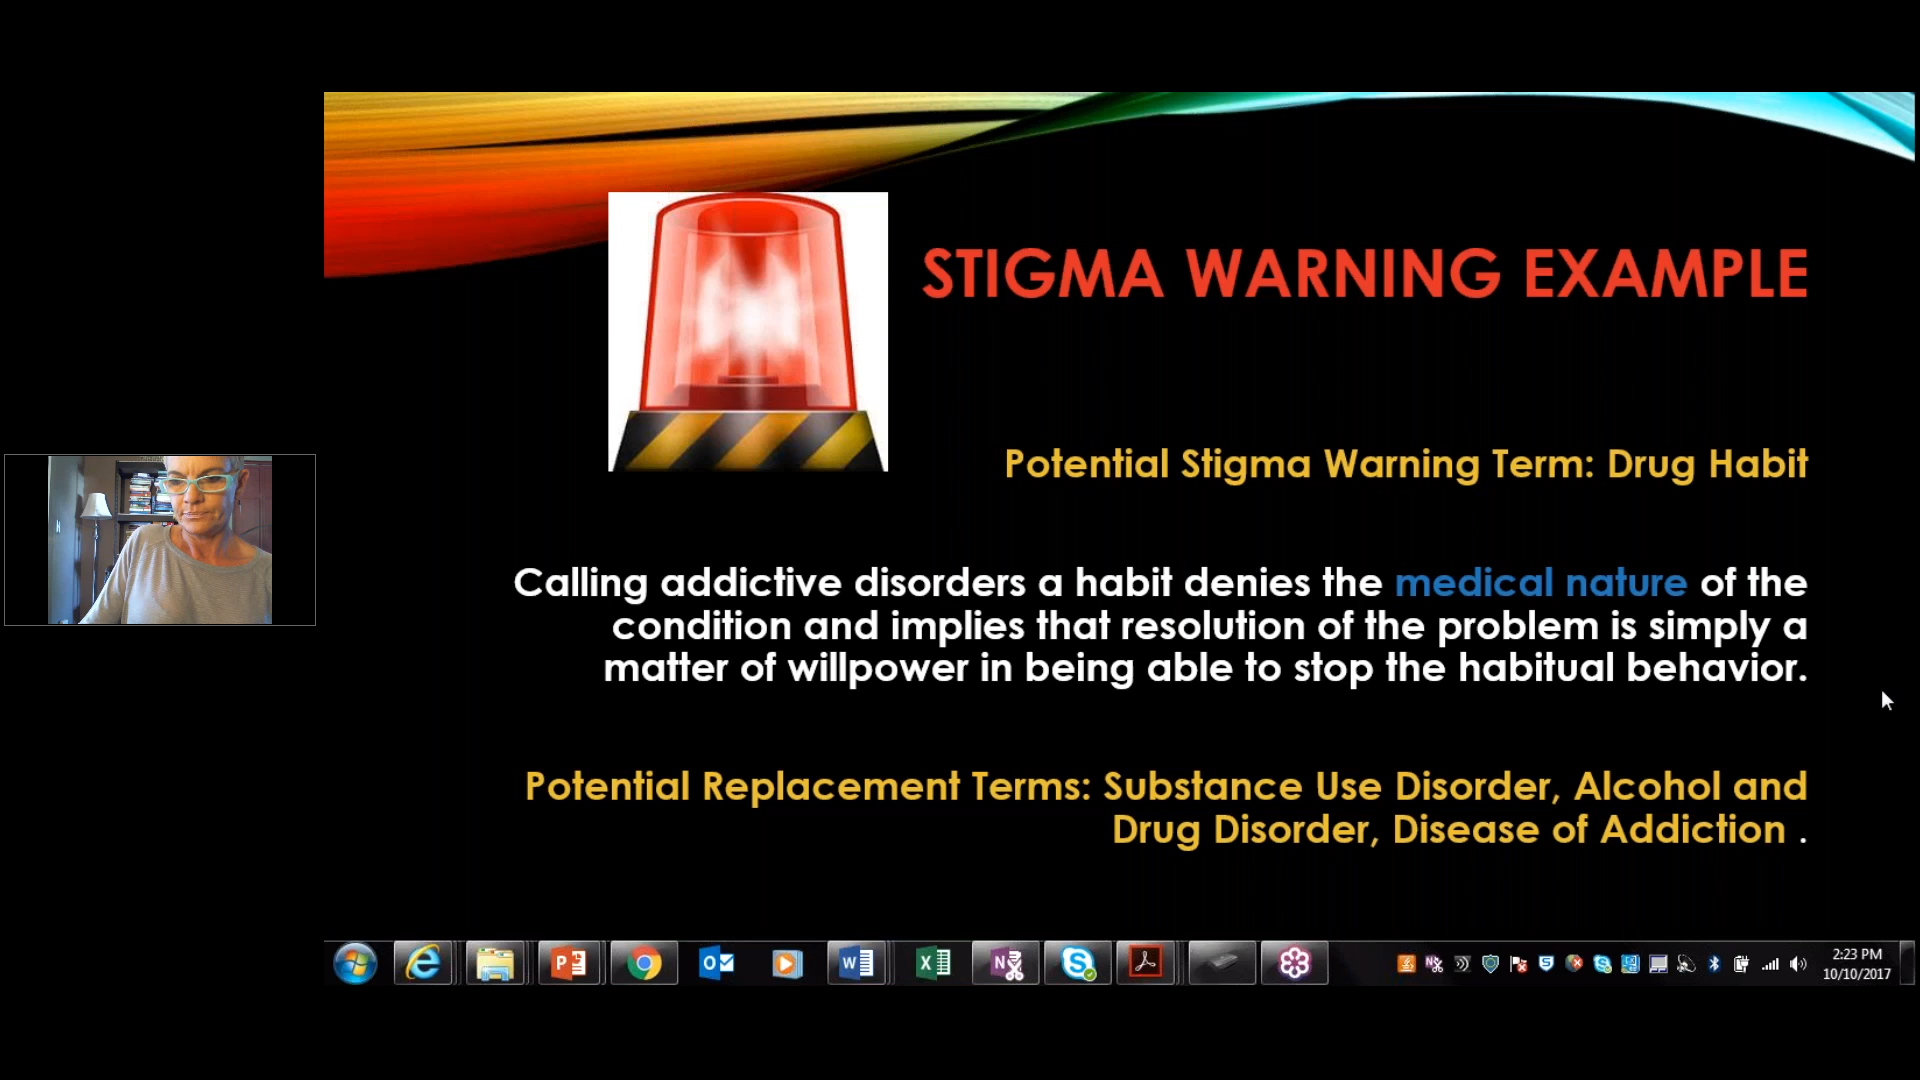 STIGMA WARNING EXAMPLE
Potential Stigma Warning Term: Drug Habit
Calling addictive disorders a habit denies the medical nature of the
condition and implies that resolution of the problem is simply a
matter of willpower in being able to stop the habitual behavior.
Potential Replacement Terms: Substance Use Disorder, Alcohol and
Drug Disorder, Disease of Addiction .
2:23 PM
10/10/2017